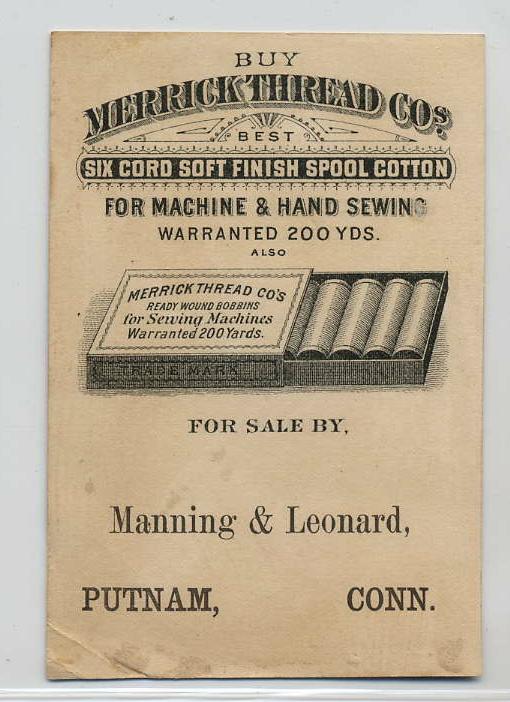 BUY
MERRICK THREAD COS
BEST
SIX CORD SOFT FINISH SPOOL COTTON
FOR MACHINE & HAND SEWING
WARRANTED 200 YDS.
ALSO
MERRICK THREAD CO'S
READY WOUND BOBBINS
for Sewing Machines
Warranted 200 Yards.
TRADE MARK
FOR SALE BY,
Manning & Leonard,
PUTNAM, CONN.